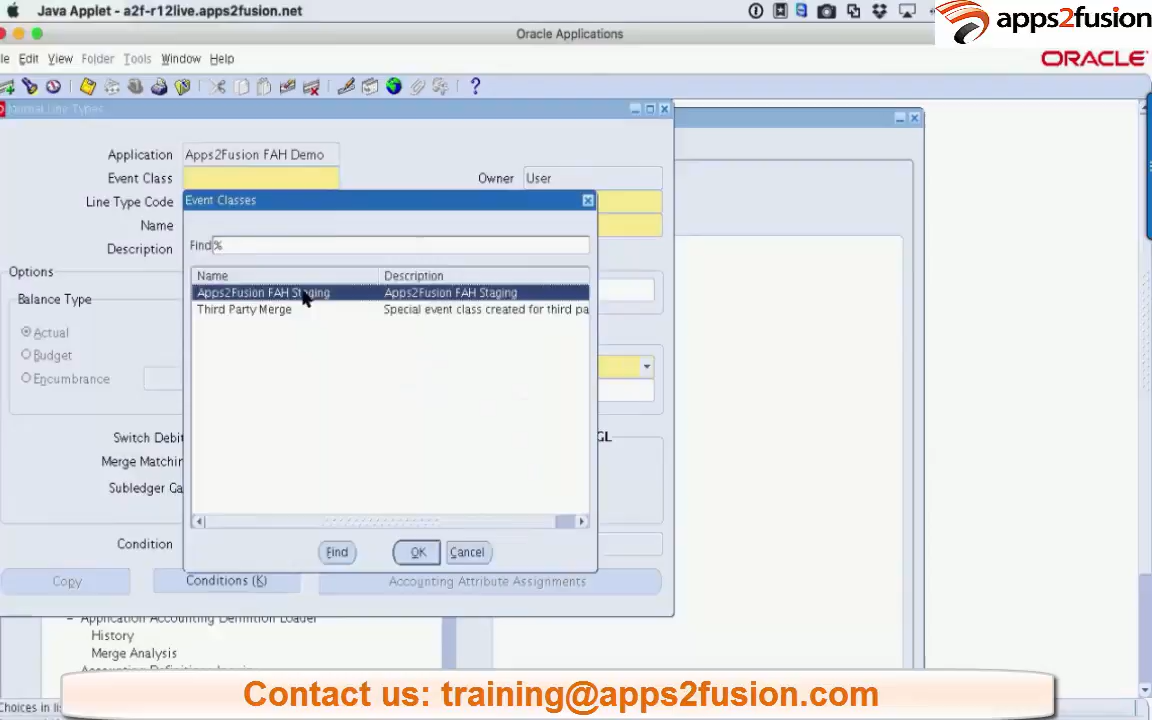 Java Applet - a2f-r12live.apps2fusion.net
apps2fusion
Oracle Applications
le Edit View Folder Tools Window Help
ORACLE
Journal Line Types
Application Apps2Fusion FAH Demo
Event Class
Owner User
Line Type Code
Name
Description
Event Classes
Find %
Name Description
Apps2Fusion FAH Staging Apps2Fusion FAH Staging
Third Party Merge Special event class created for third pa
Options
Balance Type
Actual
Budget
Encumbrance
GL
Switch Debi
Merge Matchin
Subledger Ga
Condition
Find OK Cancel
Copy Conditions (K) Accounting Attribute Assignments
Application Accounting Definition Loader
History
Merge Analysis
Contact us: training@apps2fusion.com
Choices in li